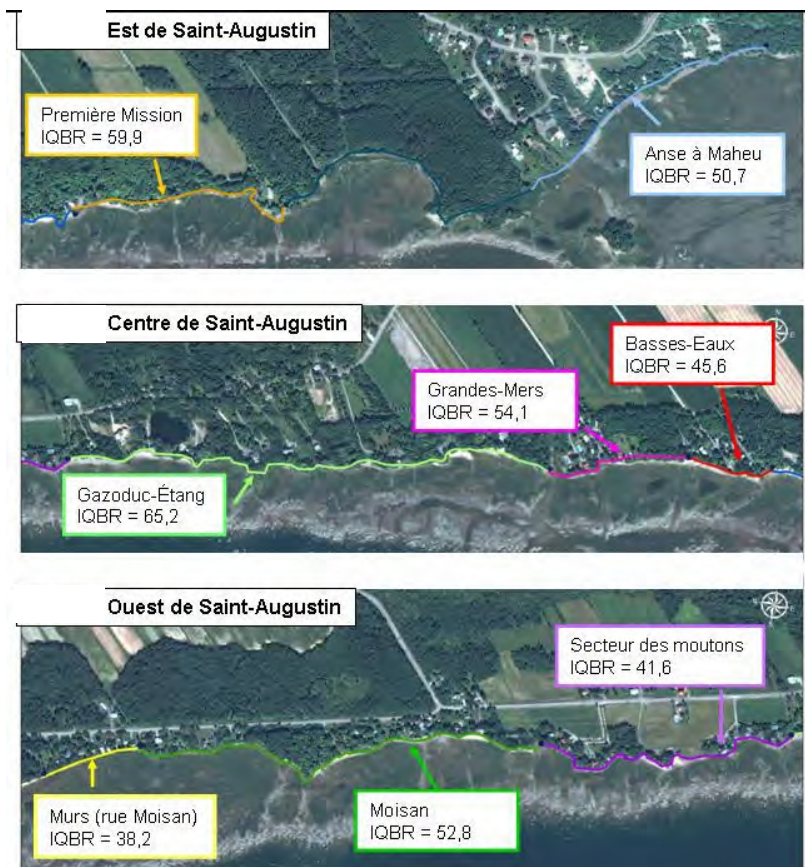 Est de Saint-Augustin
Première Mission
IQBR = 59,9
Anse à Maheu
IQBR = 50,7
Centre de Saint-Augustin
Basses-Eaux
IQBR = 45,6
Grandes-Mers
IQBR = 54,1
Gazoduc-Étang
IQBR = 65,2
Ouest de Saint-Augustin
Secteur des moutons
IQBR = 41,6
Murs (rue Moisan)
IQBR = 38,2
Moisan
IQBR = 52,8